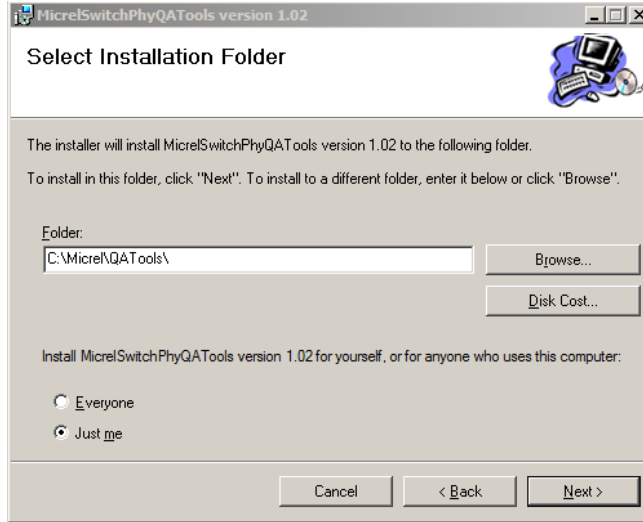 MicrelSwitchPhyQATools version 1.02
Select Installation Folder
The installer will install MicrelSwitchPhyQATools version 1.02 to the following folder.
To install in this folder, click "Next". To install to a different folder, enter it below or click "Browse".
Folder:
C:\Micrel\QATools\
Browse...
Disk Cost...
Install MicrelSwitchPhyQATools version 1.02 for yourself, or for anyone who uses this computer:
Everyone
Just me
Cancel
< Back
Next >